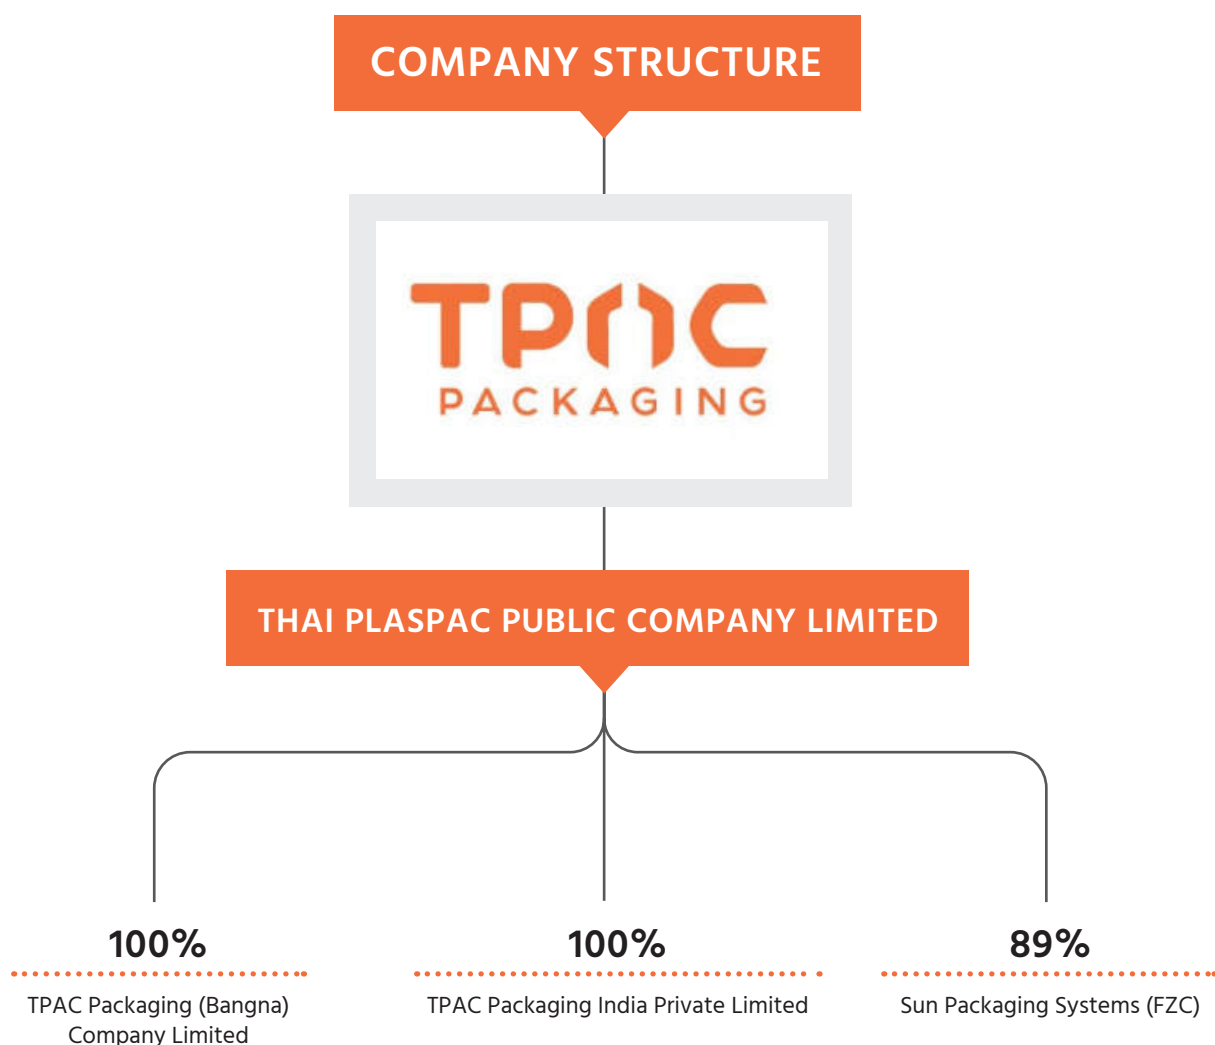 COMPANY STRUCTURE
TPAC
PACKAGING
THAI PLASPAC PUBLIC COMPANY LIMITED
100%
TPAC Packaging (Bangna)
Company Limited
100%
TPAC Packaging India Private Limited
89%
Sun Packaging Systems (FZC)